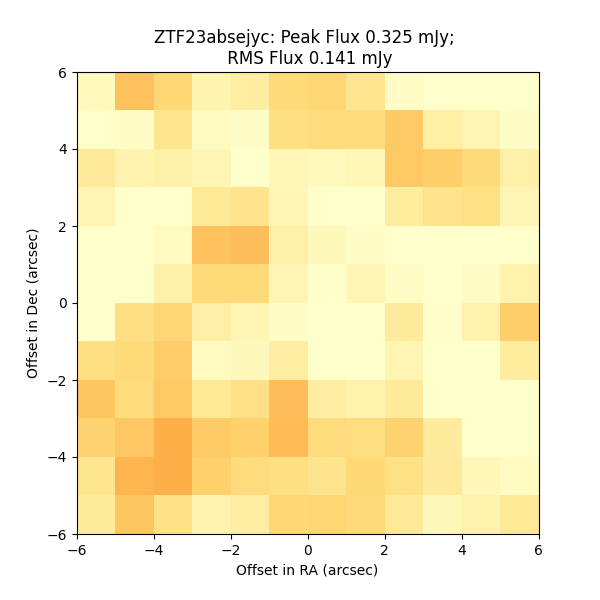 ZTF23absejyc: Peak Flux 0.325 mJy;
RMS Flux 0.141 mJy
6
4
2
0
−2
−4
−6
Offset in Dec (arcsec)
−6 −4 −2 0 2 4 6
Offset in RA (arcsec)